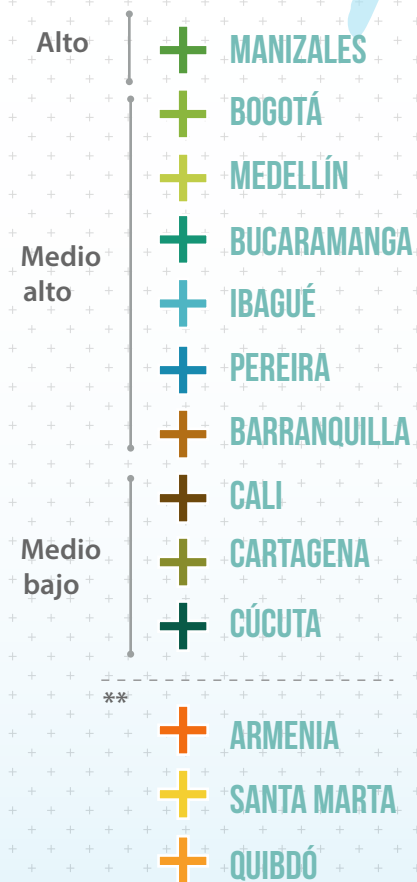 Alto
MANIZALES
BOGOTÁ
MEDELLÍN
BUCARAMANGA
Medio
alto
IBAGUÉ
PEREIRA
BARRANQUILLA
CALI
Medio
bajo
CARTAGENA
CÚCUTA
**
ARMENIA
SANTA MARTA
QUIBDÓ